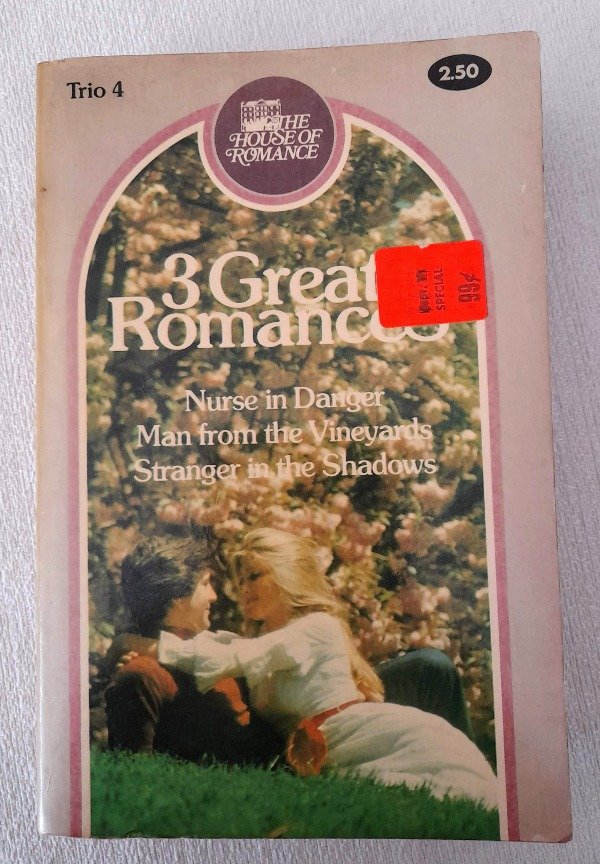 Trio 4
2.50
THE
HOUSE OF
ROMANCE
3 Great
Romances
SPECIAL
99¢
Nurse in Danger
Man from the Vineyards
Stranger in the Shadows